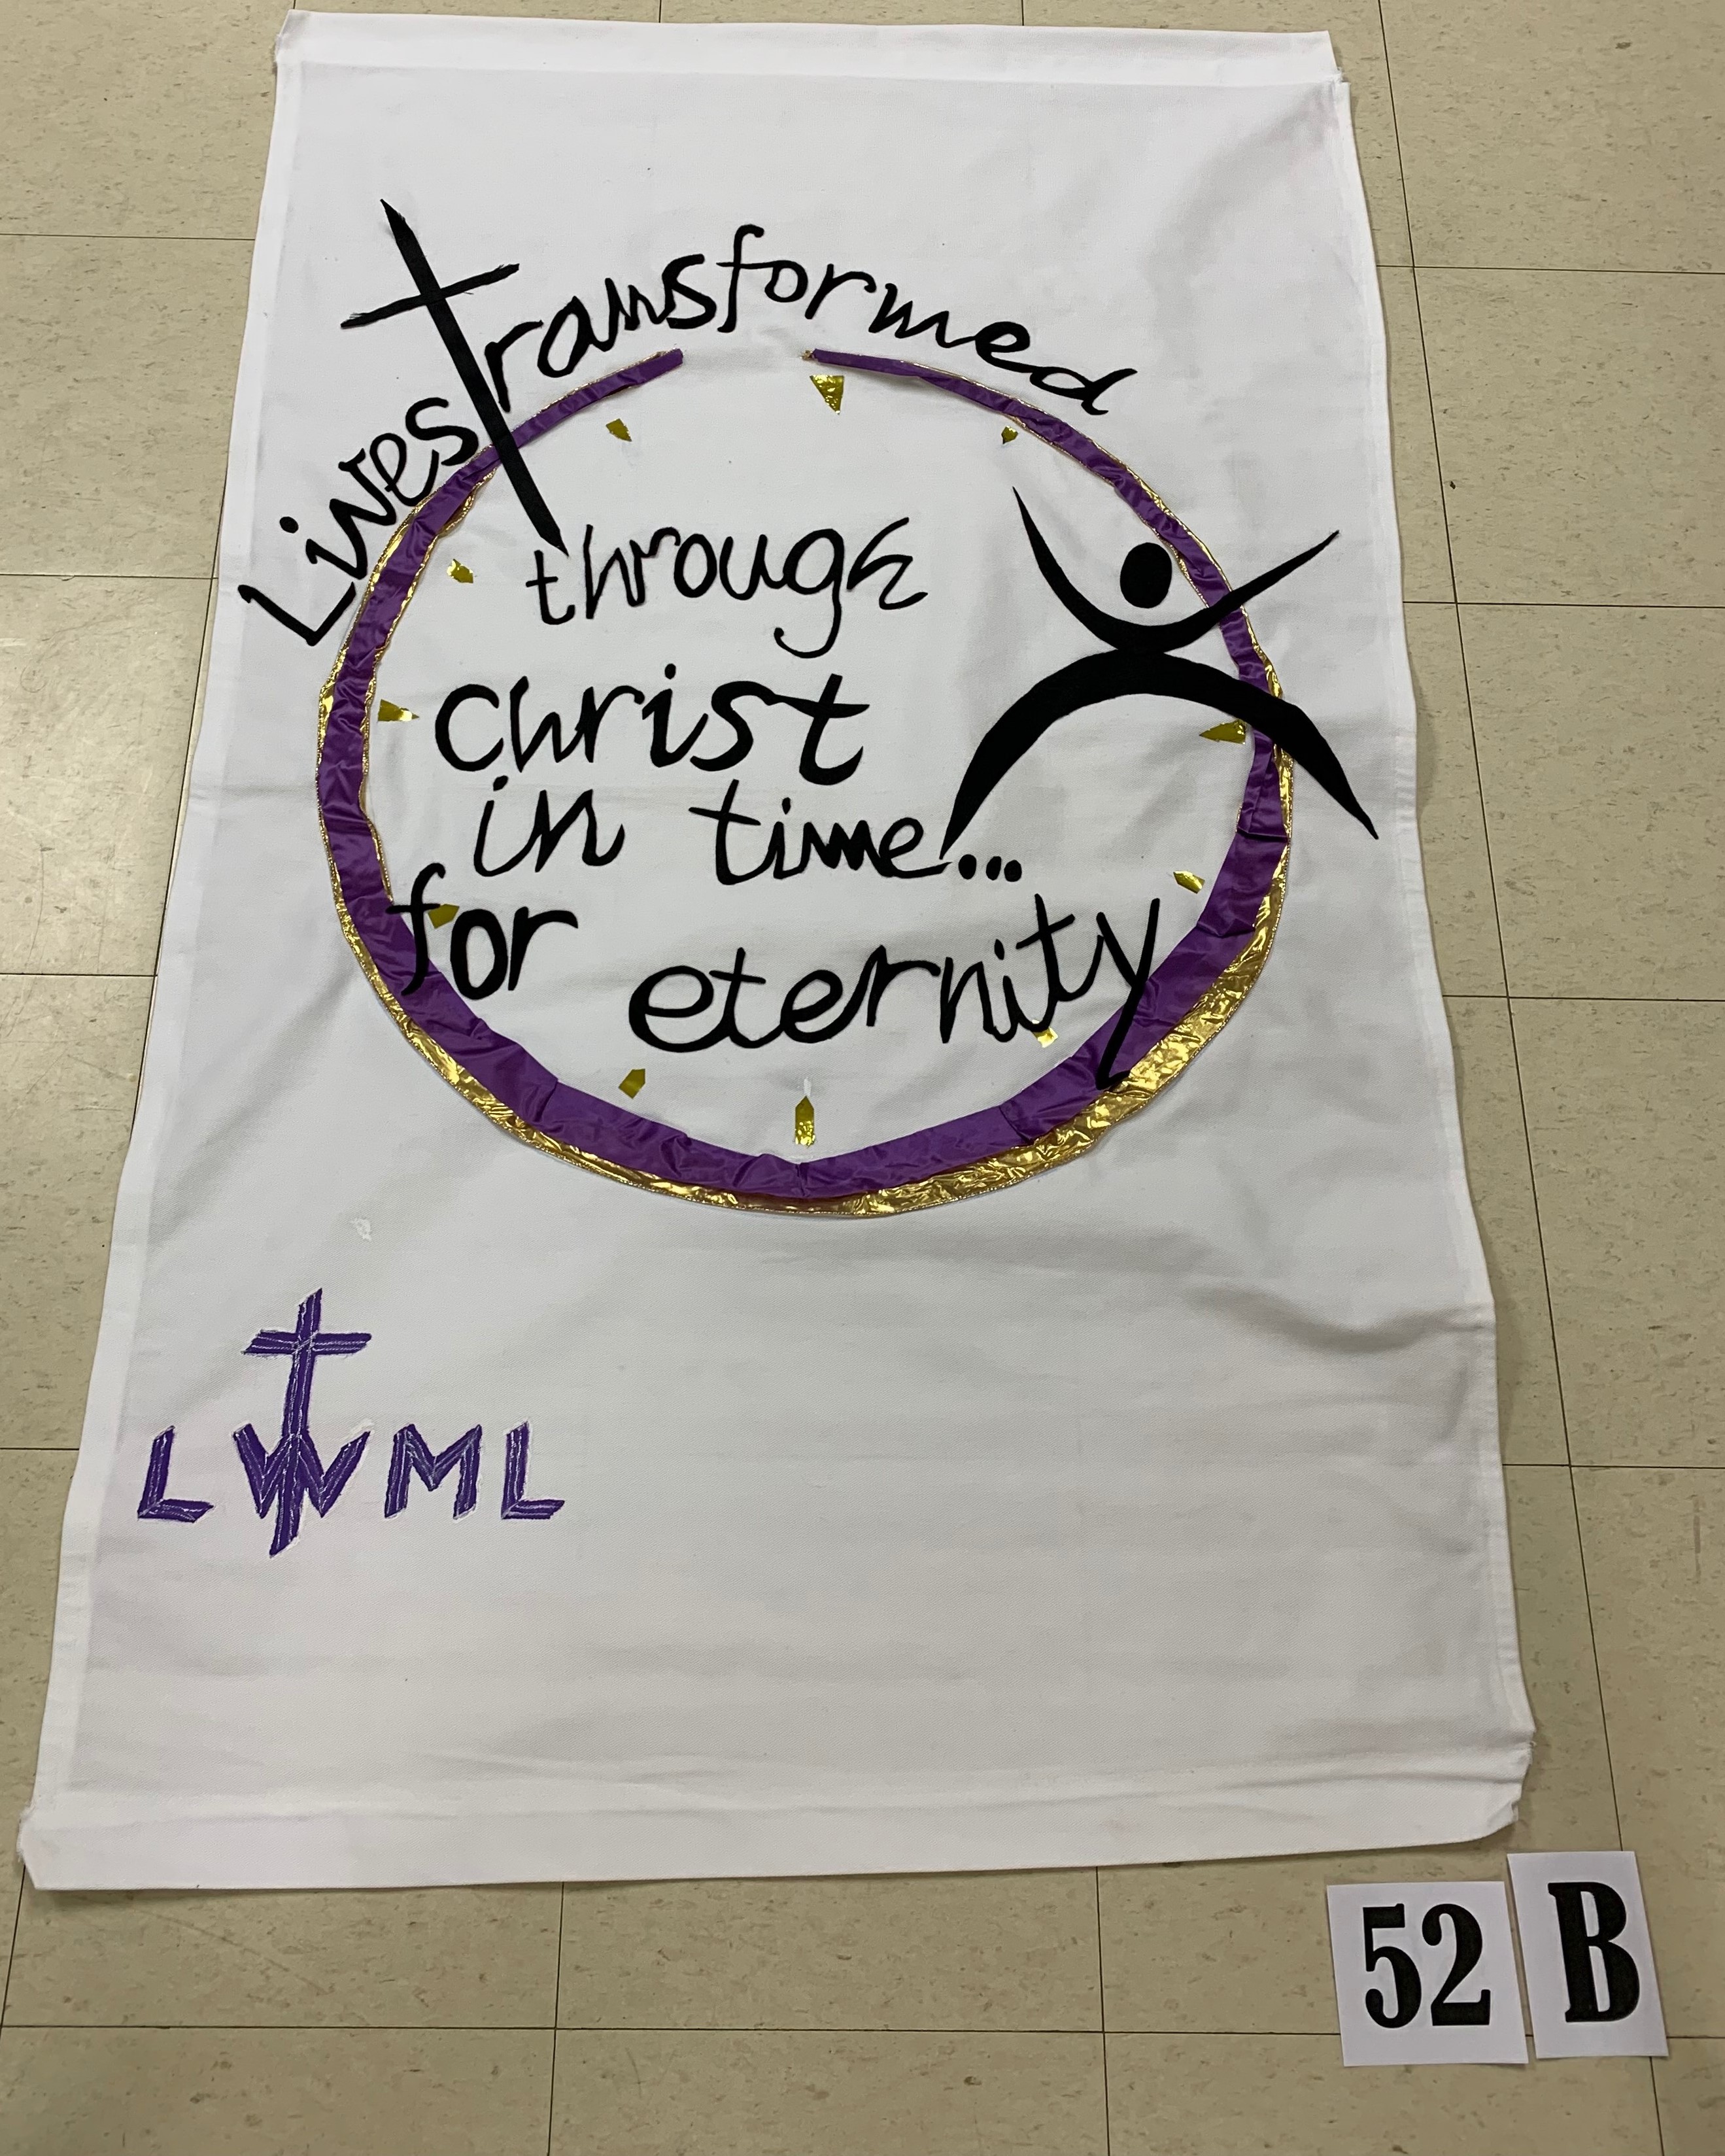 Lives transformed
through
christ
in time...
for
eternity
LWML
52 B